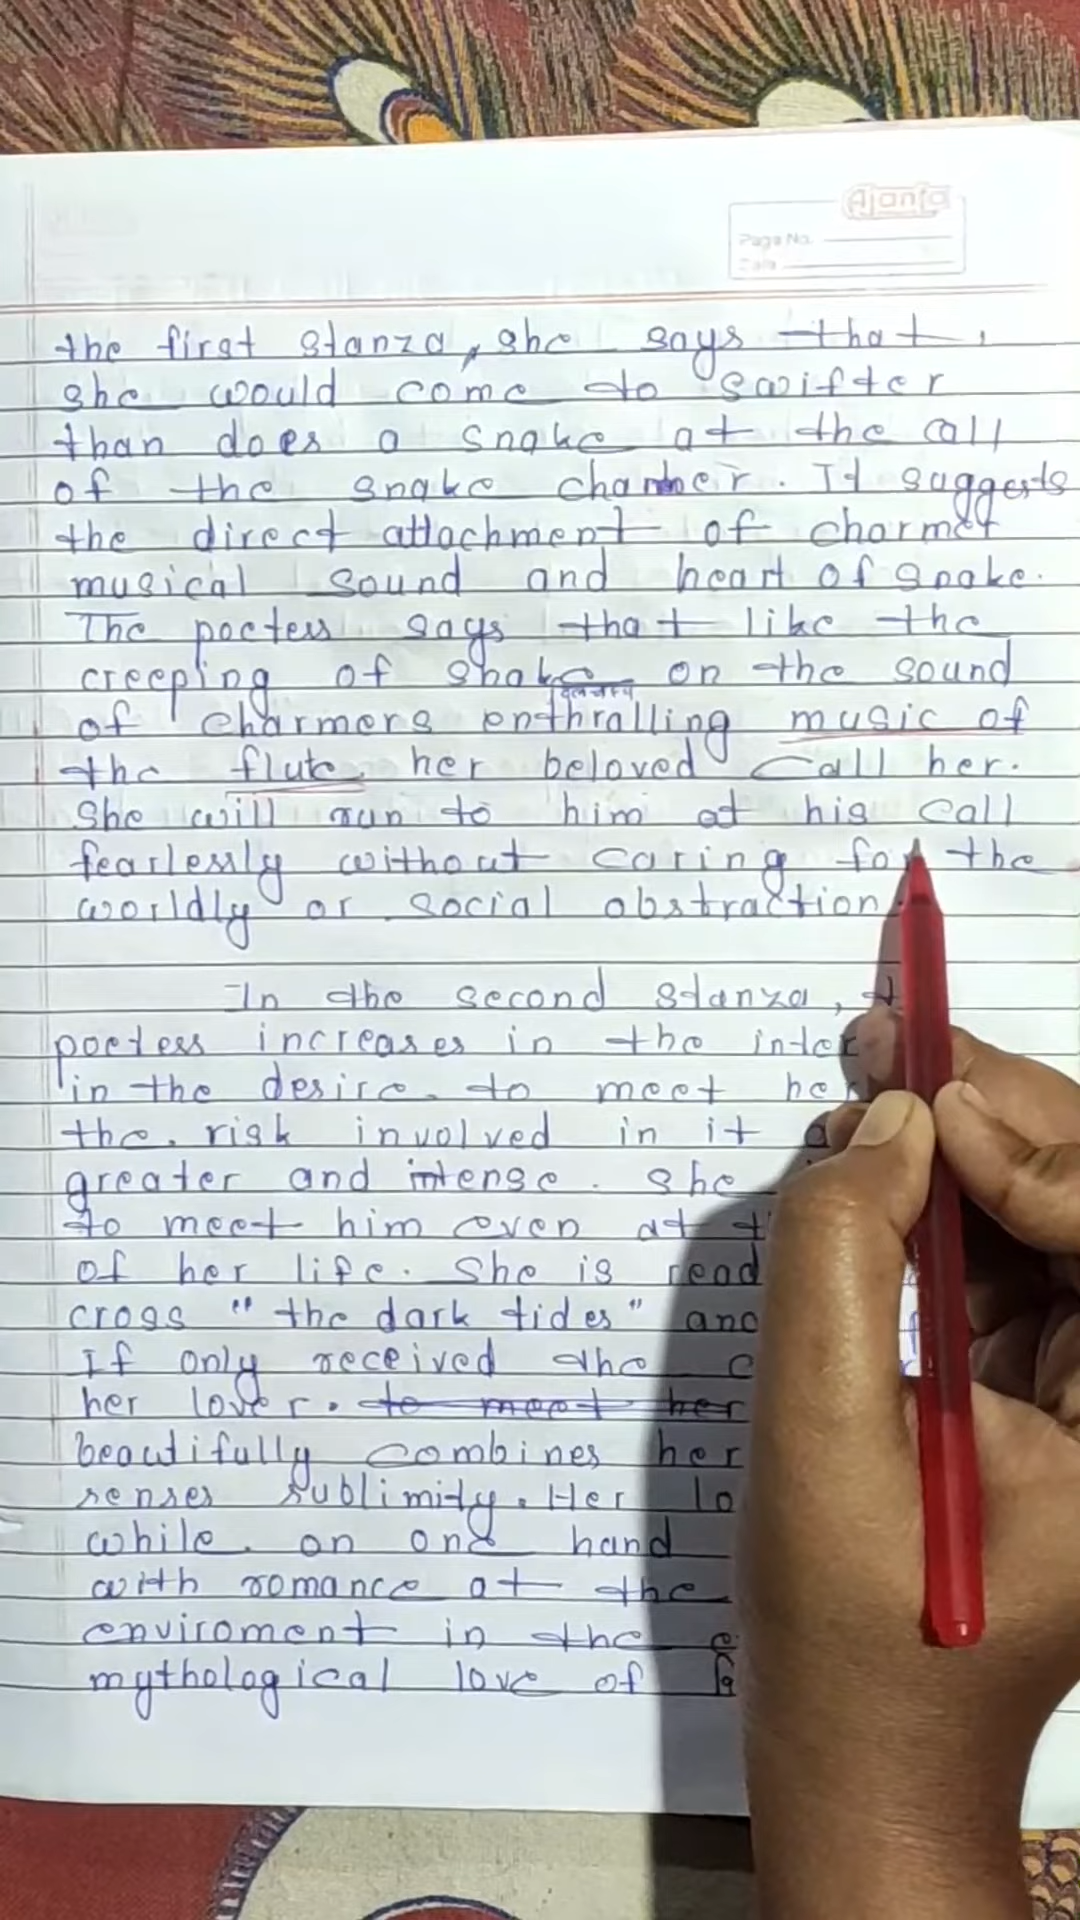 Ajanta
Page No.
Date
the first stanza, she says that,
she would come to swifter
than does a snake at the call
of the snake charmer. It suggests
the direct attachment of charmer
musical sound and heart of snake.
The poetess says that like the
creeping of snake on the sound
of charmers enthralling music of
the flute, her beloved call her.
She will run to him at his call
fearlessly without caring for the
worldly or social obstraction.
In the second stanza,
poetess increases in the
in the desire to meet
the risk involved in it
greater and intense. She
to meet him even at
of her life. She is
cross "the dark tides"
If only received the
her lover. to meet her
beautifully combines her
senses sublimity. Her
while on one hand
with romance at the
enviroment in the
mythological love of